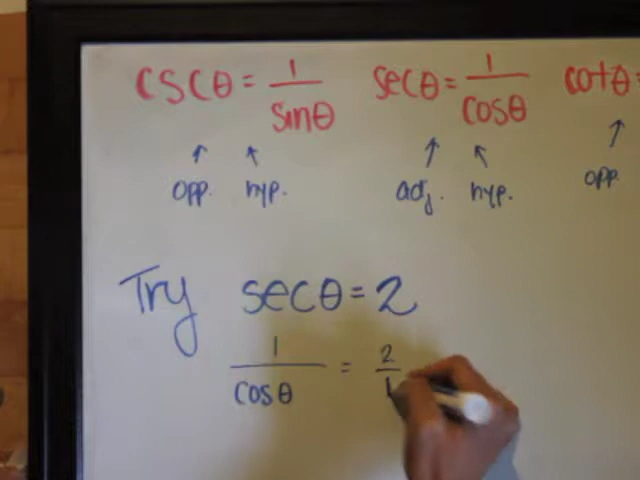 cscθ = 1/sinθ secθ = 1/cosθ cotθ =
opp. hyp. adj. hyp. opp.
Try secθ = 2
1/cosθ = 2/1